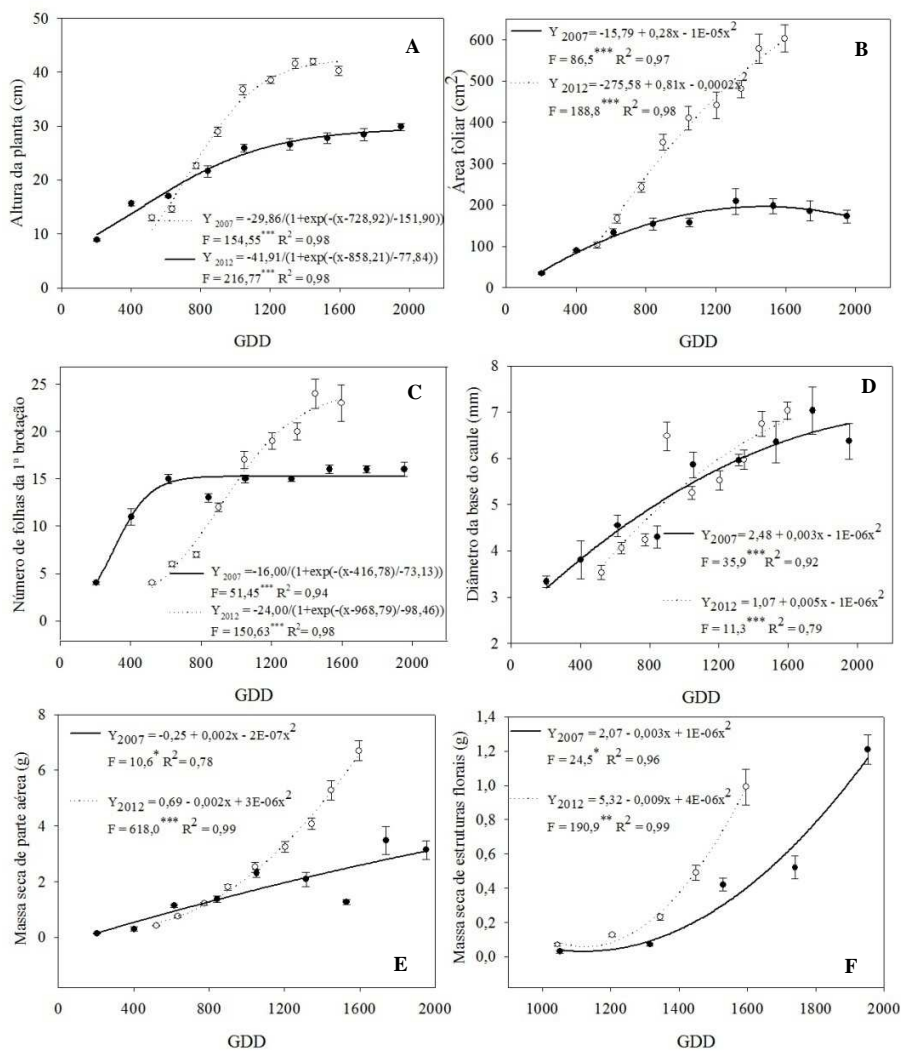 A
Altura da planta (cm)
50
40
30
20
10
0
Y 2007 = -29,86/(1+exp(-(x-728,92)/-151,90))
F = 154,55*** R2 = 0,98
Y 2012 = -41,91/(1+exp(-(x-858,21)/-77,84))
F = 216,77*** R2 = 0,98
0 400 800 1200 1600 2000
GDD
B
Área foliar (cm2)
600
500
400
300
200
100
0
Y 2007 = -15,79 + 0,28x - 1E-05x2
F = 86,5*** R2 = 0,97
Y 2012 = -275,58 + 0,81x - 0,0002x2
F = 188,8*** R2 = 0,98
0 400 800 1200 1600 2000
GDD
C
Número de folhas da 1ª brotação
25
20
15
10
5
0
Y2007 = -16,00/(1+exp(-(x-416,78)/-73,13))
F = 51,45*** R2 = 0,94
Y2012 = -24,00/(1+exp(-(x-968,79)/-98,46))
F = 150,63*** R2= 0,98
0 400 800 1200 1600 2000
GDD
D
Diâmetro da base do caule (mm)
8
7
6
5
4
3
2
Y2007 = 2,48 + 0,003x - 1E-06x2
F = 35,9*** R2 = 0,92
Y2012 = 1,07 + 0,005x - 1E-06x2
F = 11,3*** R2 = 0,79
0 400 800 1200 1600 2000
GDD
E
Massa seca de parte aérea (g)
8
6
4
2
0
Y2007 = -0,25 + 0,002x - 2E-07x2
F = 10,6* R2 = 0,78
Y2012 = 0,69 - 0,002x + 3E-06x2
F = 618,0*** R2 = 0,99
0 400 800 1200 1600 2000
GDD
F
Massa seca de estruturas florais (g)
1,4
1,2
1,0
0,8
0,6
0,4
0,2
0,0
Y2007 = 2,07 - 0,003x + 1E-06x2
F = 24,5* R2 = 0,96
Y2012 = 5,32 - 0,009x + 4E-06x2
F = 190,9** R2 = 0,99
1000 1200 1400 1600 1800 2000
GDD